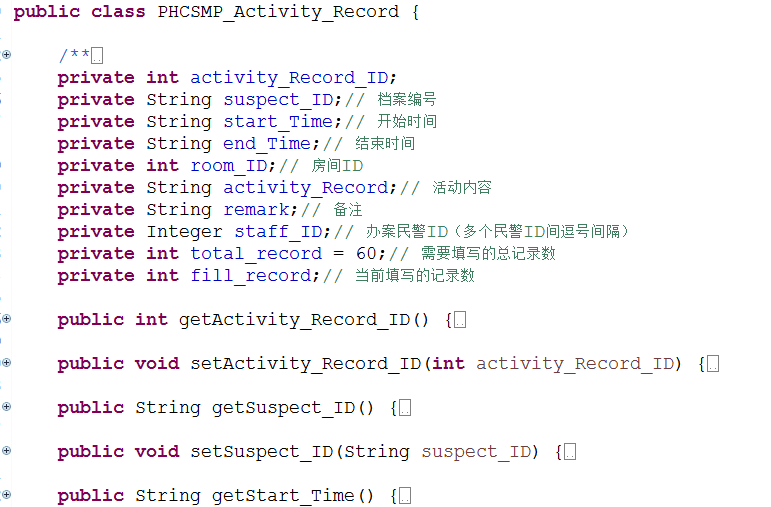 public class PHCSMP_Activity_Record {
/**
private int activity_Record_ID;
private String suspect_ID;// 档案编号
private String start_Time;// 开始时间
private String end_Time;// 结束时间
private int room_ID;// 房间ID
private String activity_Record;// 活动内容
private String remark;// 备注
private Integer staff_ID;// 办案民警ID（多个民警ID间逗号间隔）
private int total_record = 60;// 需要填写的总记录数
private int fill_record;// 当前填写的记录数
public int getActivity_Record_ID() {
public void setActivity_Record_ID(int activity_Record_ID) {
public String getSuspect_ID() {
public void setSuspect_ID(String suspect_ID) {
public String getStart_Time() {